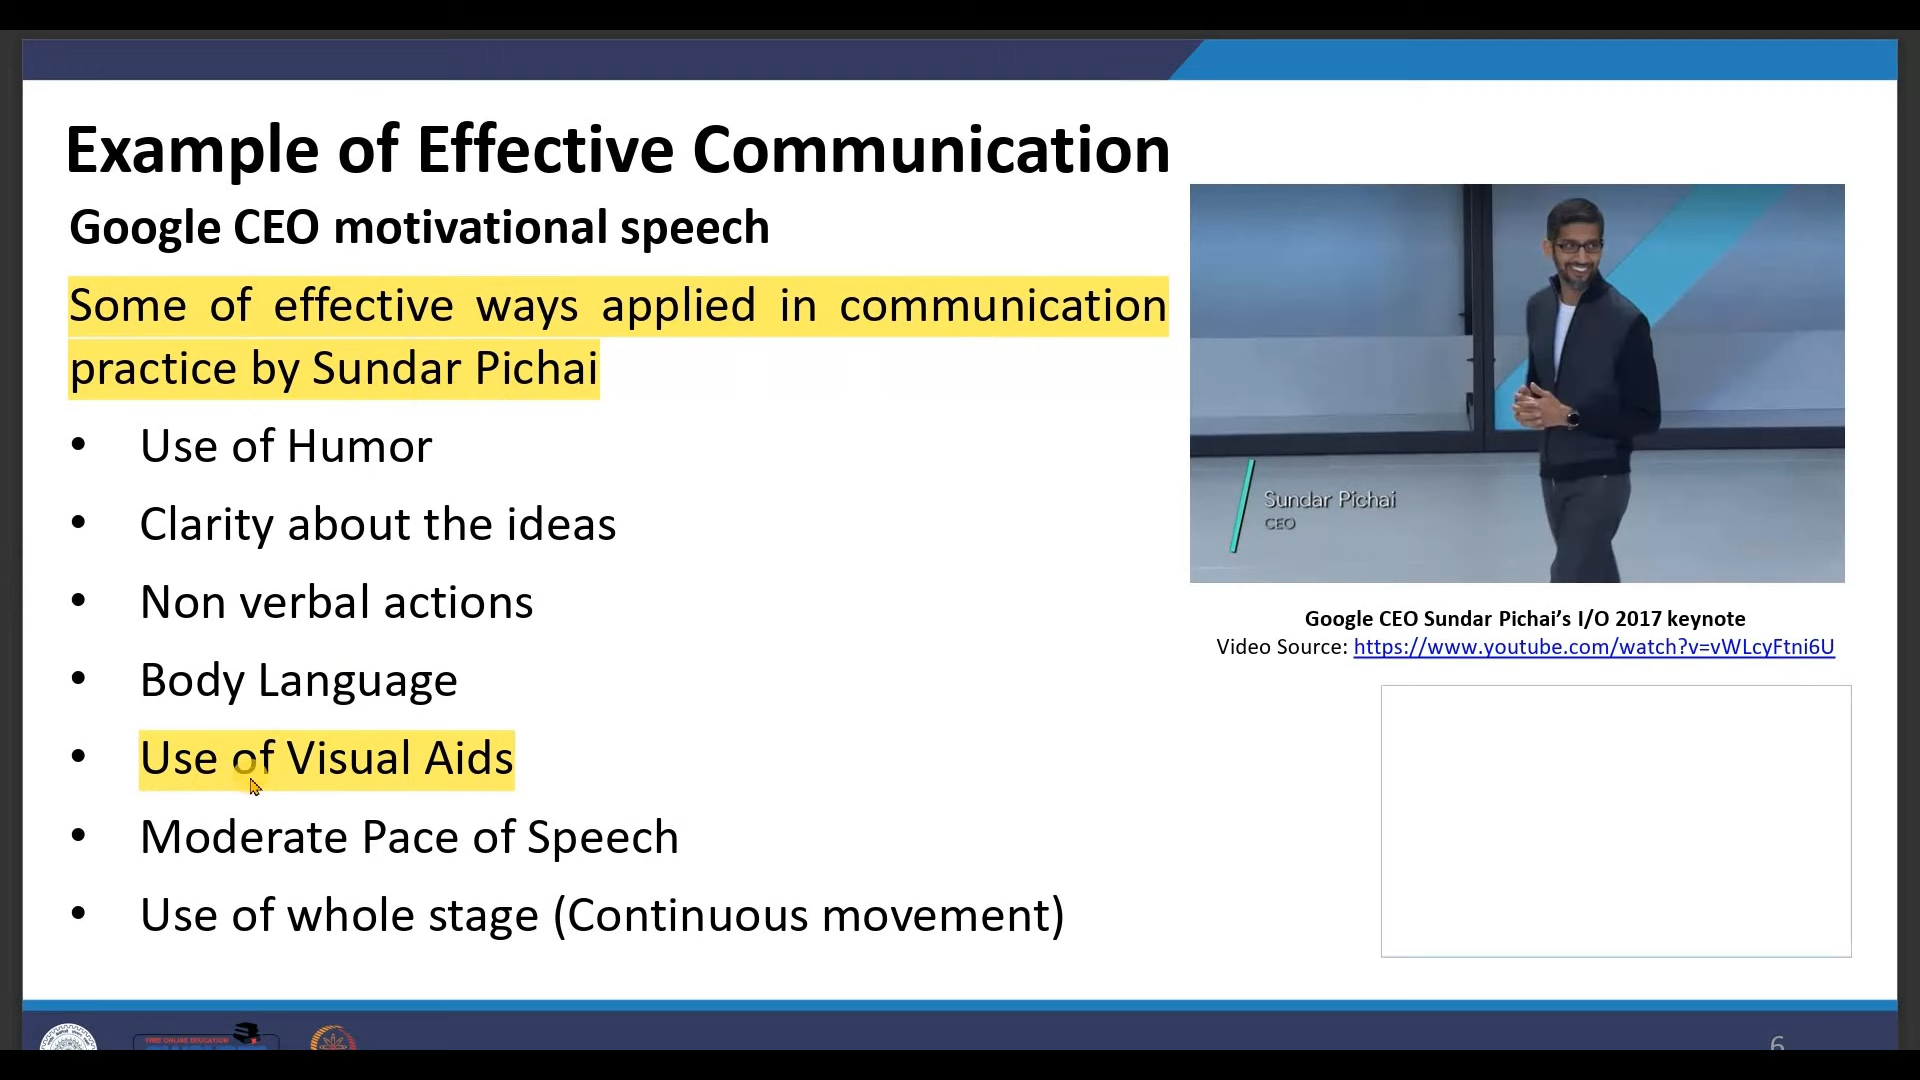 Example of Effective Communication
Google CEO motivational speech
Some of effective ways applied in communication
practice by Sundar Pichai
• Use of Humor
• Clarity about the ideas
• Non verbal actions
• Body Language
• Use of Visual Aids
• Moderate Pace of Speech
• Use of whole stage (Continuous movement)
Sundar Pichai
CEO
Google CEO Sundar Pichai’s I/O 2017 keynote
Video Source: https://www.youtube.com/watch?v=vWLcyFtni6U
FREE ONLINE EDUCATION
6